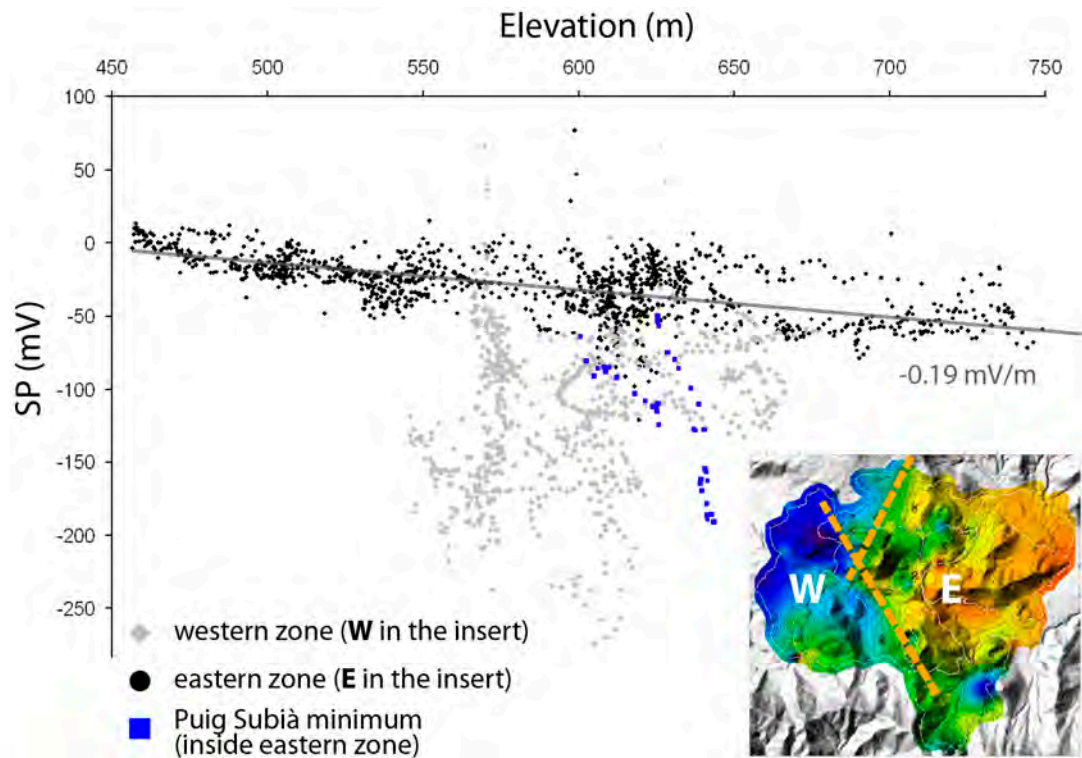 Elevation (m)
450 500 550 600 650 700 750
100
50
0
-50
-100
-150
-200
-250
SP (mV)
-0.19 mV/m
W
E
western zone (W in the insert)
eastern zone (E in the insert)
Puig Subià minimum
(inside eastern zone)